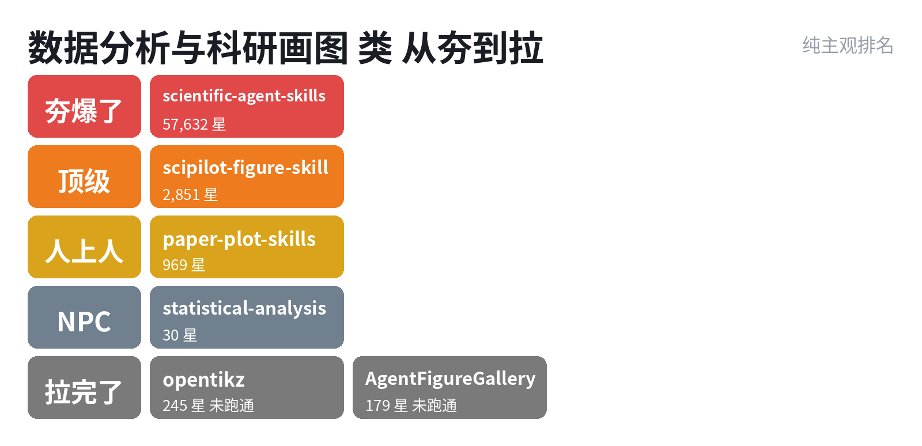 数据分析与科研画图 类 从夯到拉
纯主观排名
夯爆了
scientific-agent-skills
57,632 星
顶级
scipilot-figure-skill
2,851 星
人上人
paper-plot-skills
969 星
NPC
statistical-analysis
30 星
拉完了
opentikz
245 星 未跑通
AgentFigureGallery
179 星 未跑通